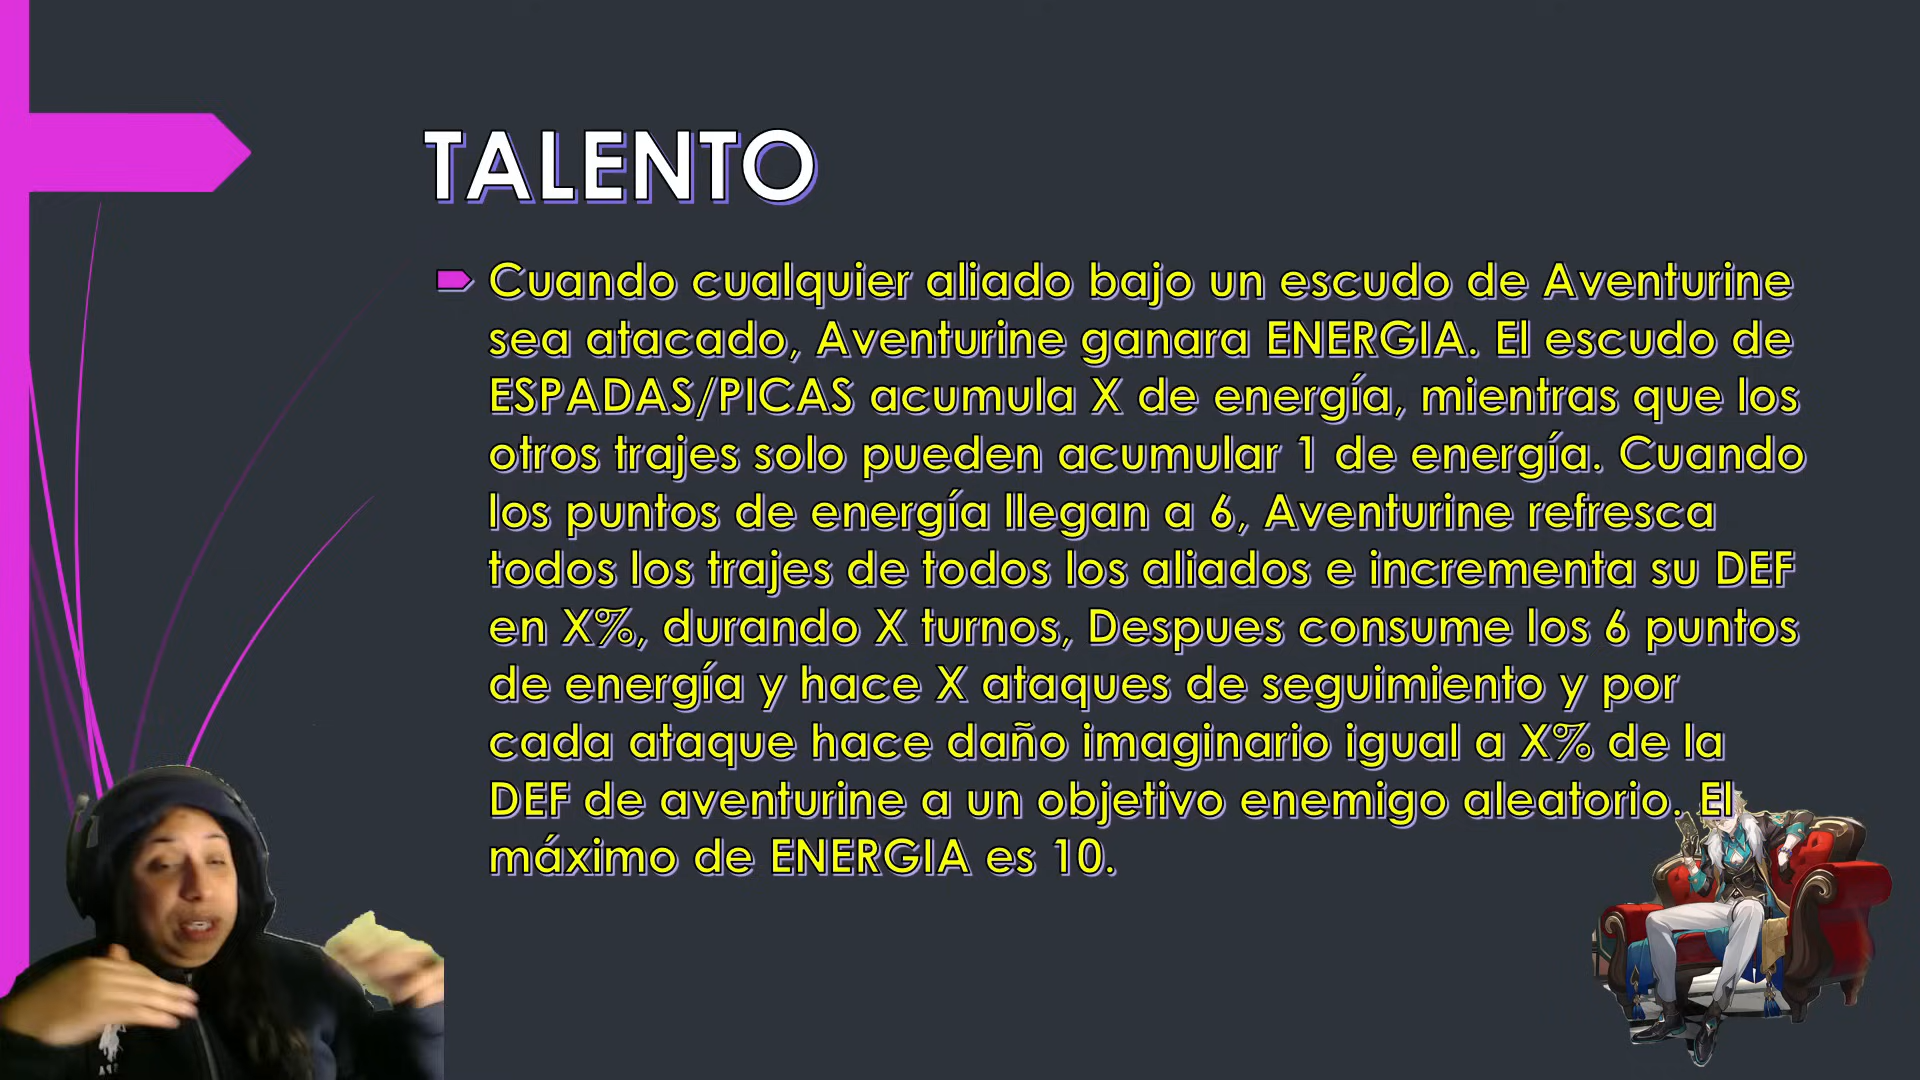 TALENTO
Cuando cualquier aliado bajo un escudo de Aventurine
sea atacado, Aventurine ganara ENERGIA. El escudo de
ESPADAS/PICAS acumula X de energía, mientras que los
otros trajes solo pueden acumular 1 de energía. Cuando
los puntos de energía llegan a 6, Aventurine refresca
todos los trajes de todos los aliados e incrementa su DEF
en X%, durando X turnos, Despues consume los 6 puntos
de energía y hace X ataques de seguimiento y por
cada ataque hace daño imaginario igual a X% de la
DEF de aventurine a un objetivo enemigo aleatorio. El
máximo de ENERGIA es 10.